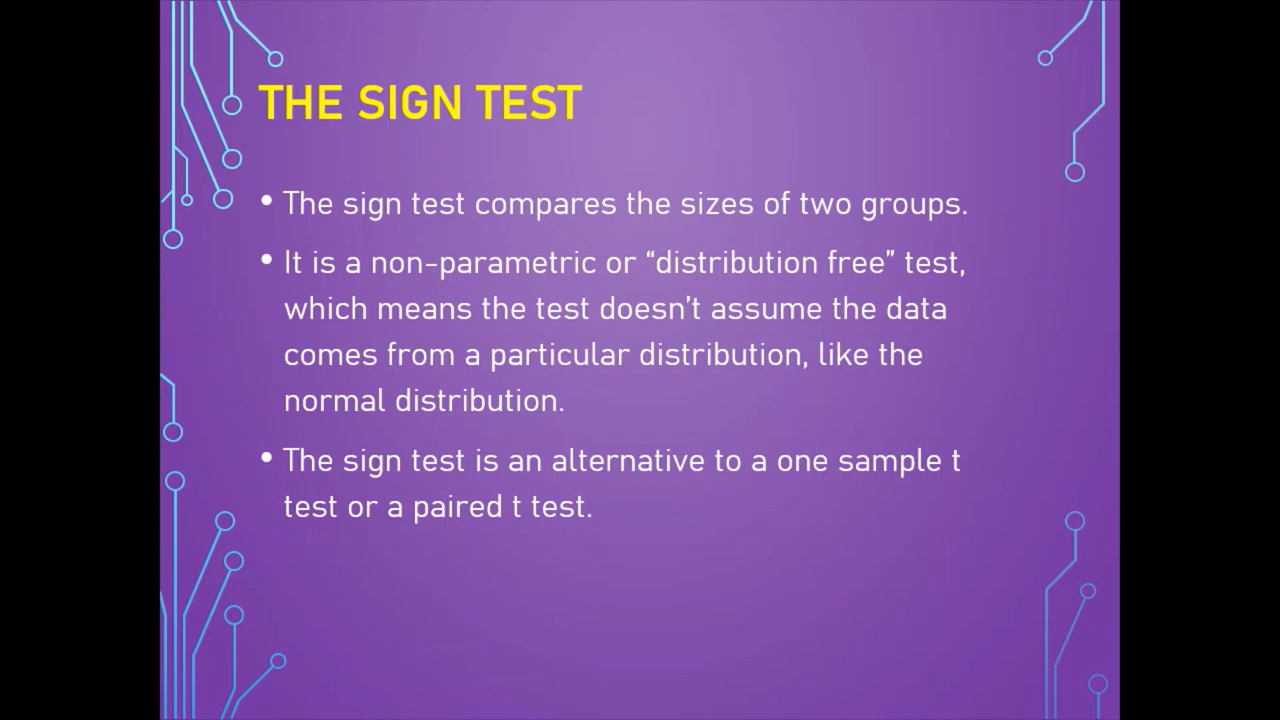 THE SIGN TEST
• The sign test compares the sizes of two groups.
• It is a non-parametric or “distribution free” test,
which means the test doesn’t assume the data
comes from a particular distribution, like the
normal distribution.
• The sign test is an alternative to a one sample t
test or a paired t test.